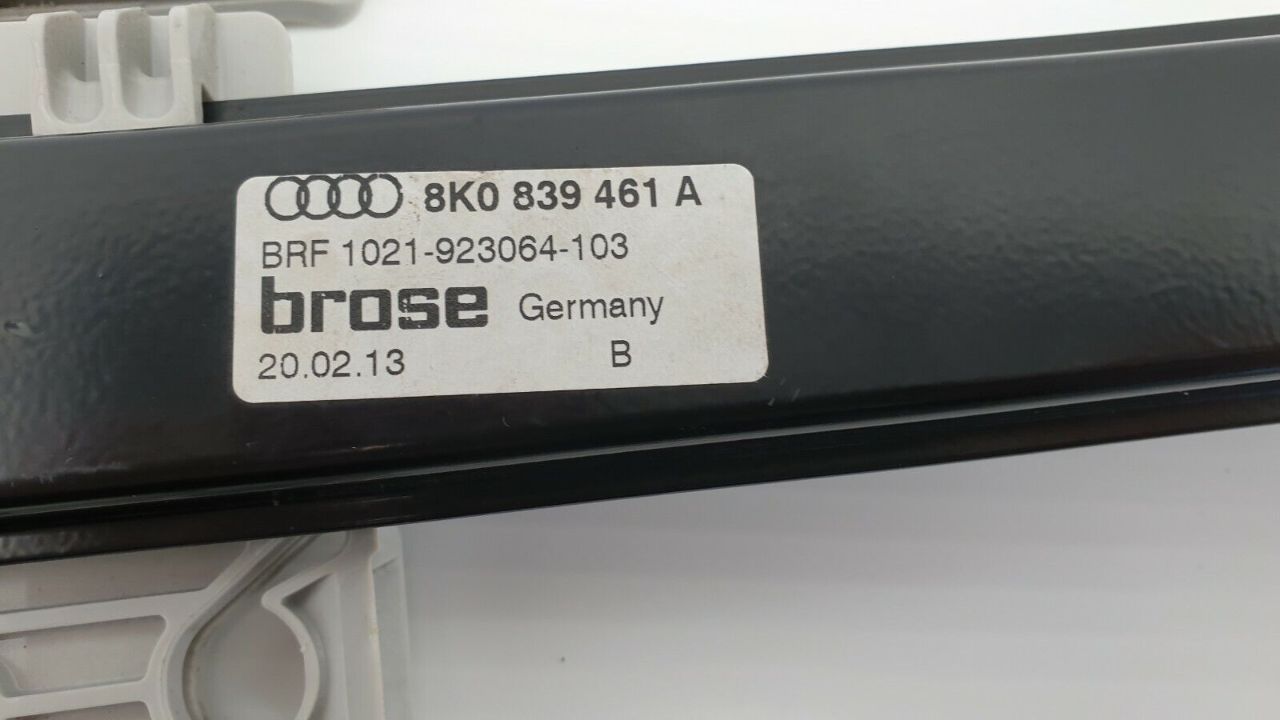 8K0 839 461 A
BRF 1021-923064-103
brose Germany
20.02.13 B